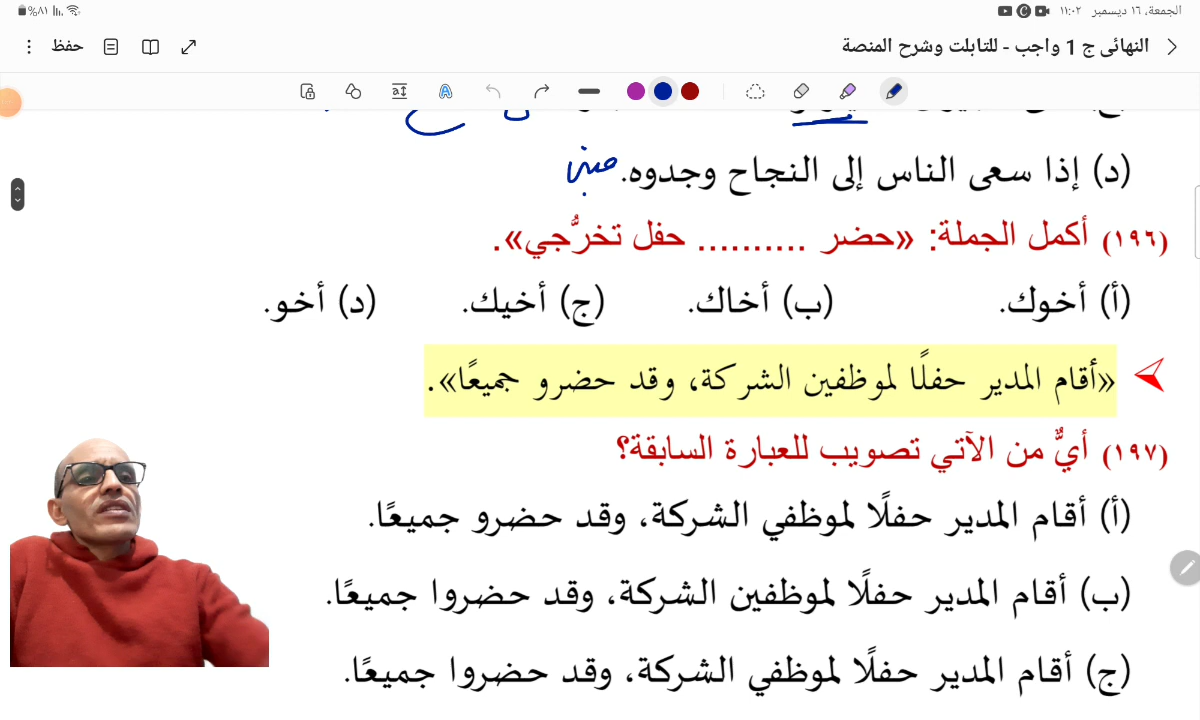 الجمعة، ١٦ ديسمبر ١١:٠٢
٨١%
النهائى ج 1 واجب - للتابلت وشرح المنصة
حفظ
(د) إذا سعى الناس إلى النجاح وجدوه.
(١٩٦) أكمل الجملة: «حضر .......... حفل تخرُّجي».
(أ) أخوك. (ب) أخاك. (ج) أخيك. (د) أخو.
«أقام المدير حفلًا لموظفين الشركة، وقد حضرو جميعًا».
(١٩٧) أيٌّ من الآتي تصويب للعبارة السابقة؟
(أ) أقام المدير حفلًا لموظفي الشركة، وقد حضرو جميعًا.
(ب) أقام المدير حفلًا لموظفين الشركة، وقد حضروا جميعًا.
(ج) أقام المدير حفلًا لموظفي الشركة، وقد حضروا جميعًا.